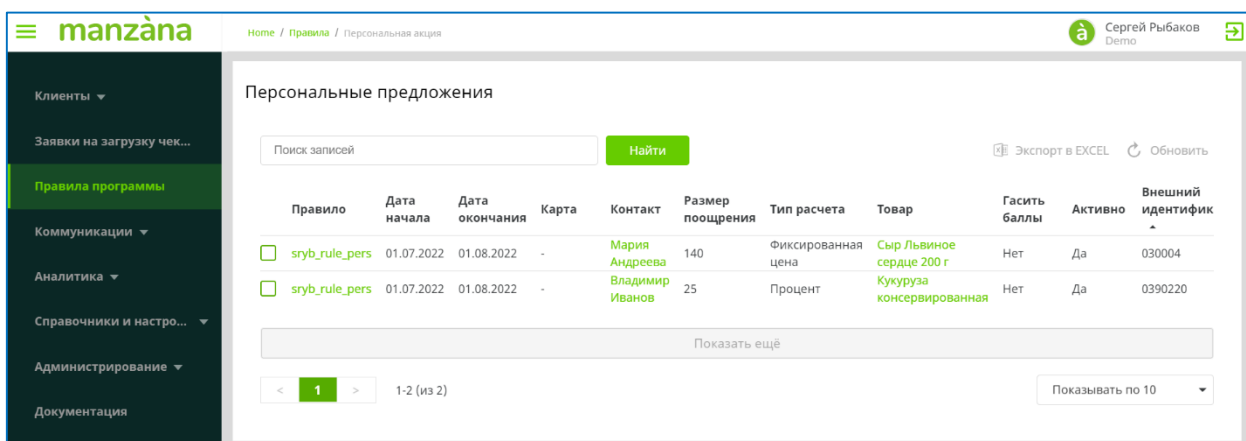 manzàna
Home / Правила / Персональная акция
à
Сергей Рыбаков
Demo
Клиенты
Заявки на загрузку чек...
Правила программы
Коммуникации
Аналитика
Справочники и настро...
Администрирование
Документация
Персональные предложения
Поиск записей
Найти
Экспорт в EXCEL
Обновить
Правило
Дата
начала
Дата
окончания
Карта
Контакт
Размер
поощрения
Тип расчета
Товар
Гасить
баллы
Активно
Внешний
идентифик
sryb_rule_pers
01.07.2022
01.08.2022
-
Мария
Андреева
140
Фиксированная
цена
Сыр Львиное
сердце 200 г
Нет
Да
030004
sryb_rule_pers
01.07.2022
01.08.2022
-
Владимир
Иванов
25
Процент
Кукуруза
консервированная
Нет
Да
0390220
Показать ещё
< 1 >
1-2 (из 2)
Показывать по 10